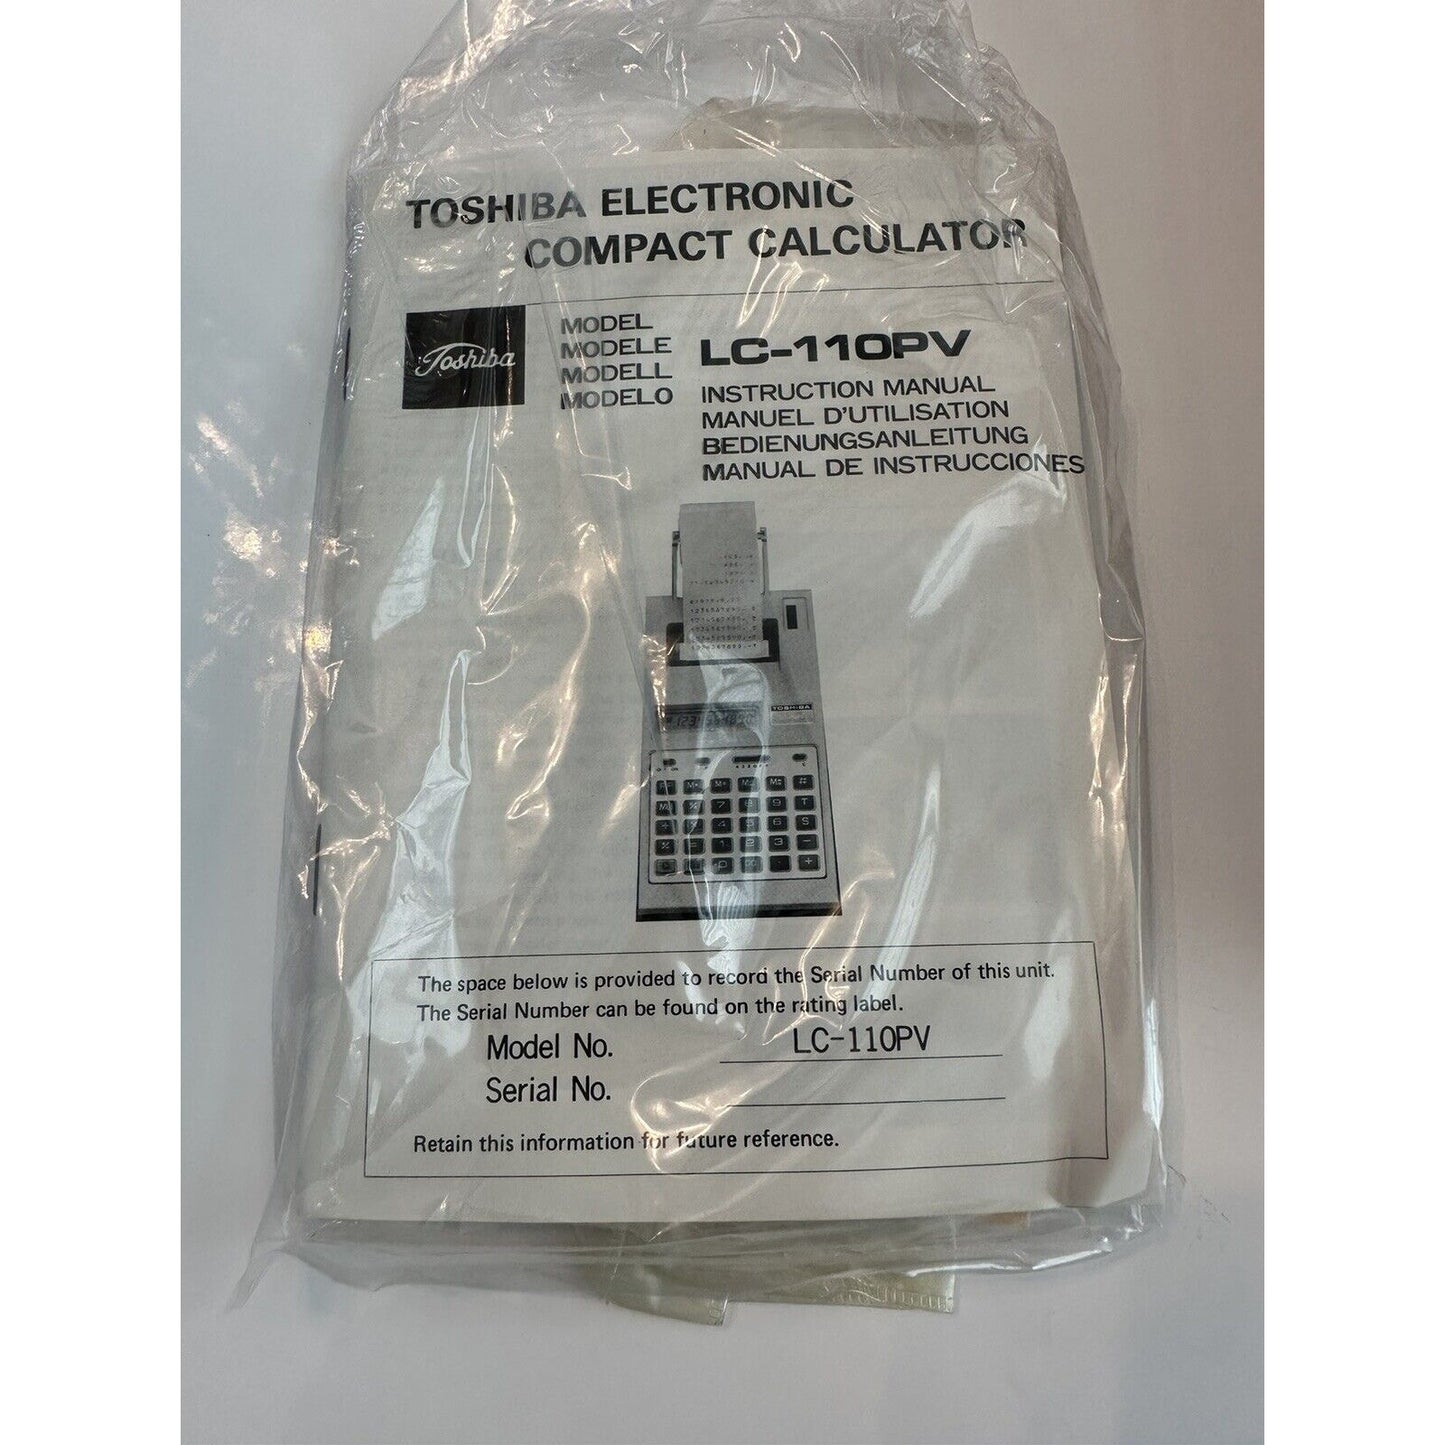 TOSHIBA ELECTRONIC
COMPACT CALCULATOR
Toshiba
MODEL
MODELE
MODELL
MODELO
LC-110PV
INSTRUCTION MANUAL
MANUEL D'UTILISATION
BEDIENUNGSANLEITUNG
MANUAL DE INSTRUCCIONES
TOSHIBA
The space below is provided to record the Serial Number of this unit.
The Serial Number can be found on the rating label.
Model No. LC-110PV
Serial No.
Retain this information for future reference.